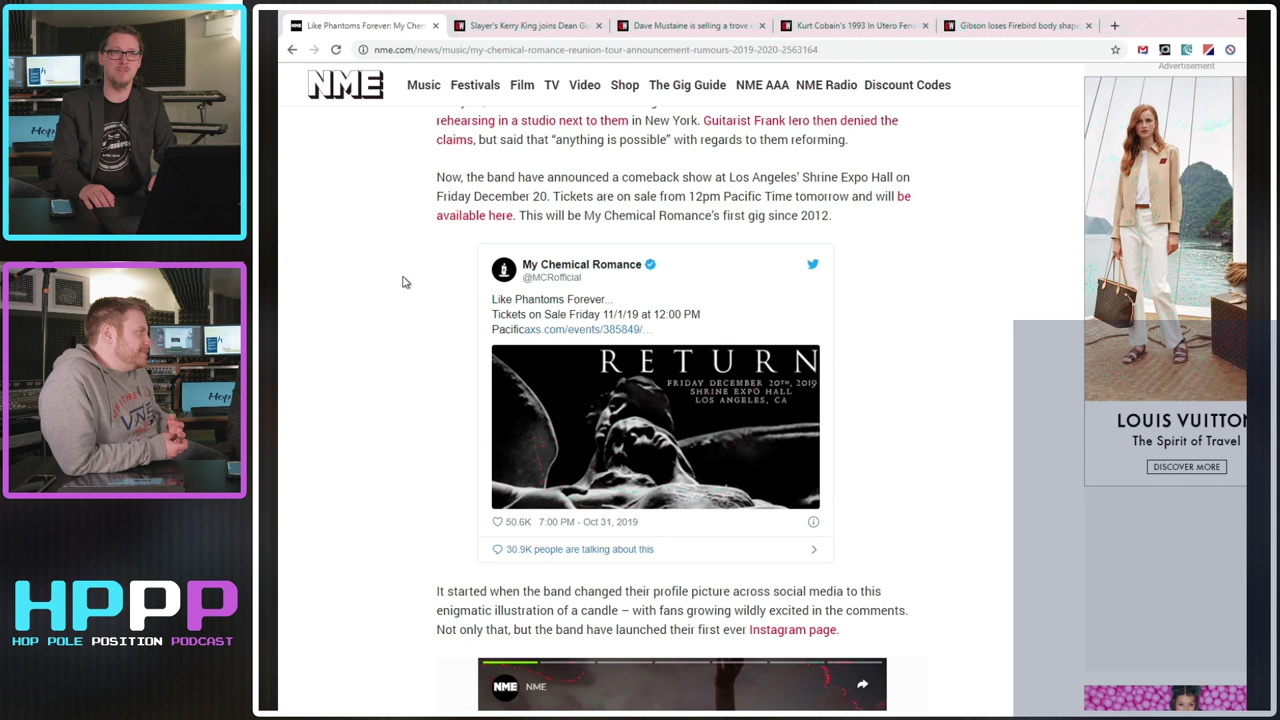 Like Phantoms Forever: My Chem
Slayer's Kerry King joins Dean Gu
Dave Mustaine is selling a trove o
Kurt Cobain's 1993 In Utero Fend
Gibson loses Firebird body shape
nme.com/news/music/my-chemical-romance-reunion-tour-announcement-rumours-2019-2020-2563164
NME Music Festivals Film TV Video Shop The Gig Guide NME AAA NME Radio Discount Codes
Advertisement
rehearsing in a studio next to them in New York. Guitarist Frank Iero then denied the
claims, but said that “anything is possible” with regards to them reforming.
Now, the band have announced a comeback show at Los Angeles’ Shrine Expo Hall on
Friday December 20. Tickets are on sale from 12pm Pacific Time tomorrow and will be
available here. This will be My Chemical Romance’s first gig since 2012.
My Chemical Romance
@MCRofficial
Like Phantoms Forever...
Tickets on Sale Friday 11/1/19 at 12:00 PM
Pacificaxs.com/events/385849/…
RETURN
FRIDAY DECEMBER 20TH, 2019
SHRINE EXPO HALL
LOS ANGELES, CA
50.6K 7:00 PM - Oct 31, 2019
30.9K people are talking about this
It started when the band changed their profile picture across social media to this
enigmatic illustration of a candle – with fans growing wildly excited in the comments.
Not only that, but the band have launched their first ever Instagram page.
NME NME
LOUIS VUITTON
The Spirit of Travel
DISCOVER MORE
Hop
HPPP
HOP POLE POSITION PODCAST